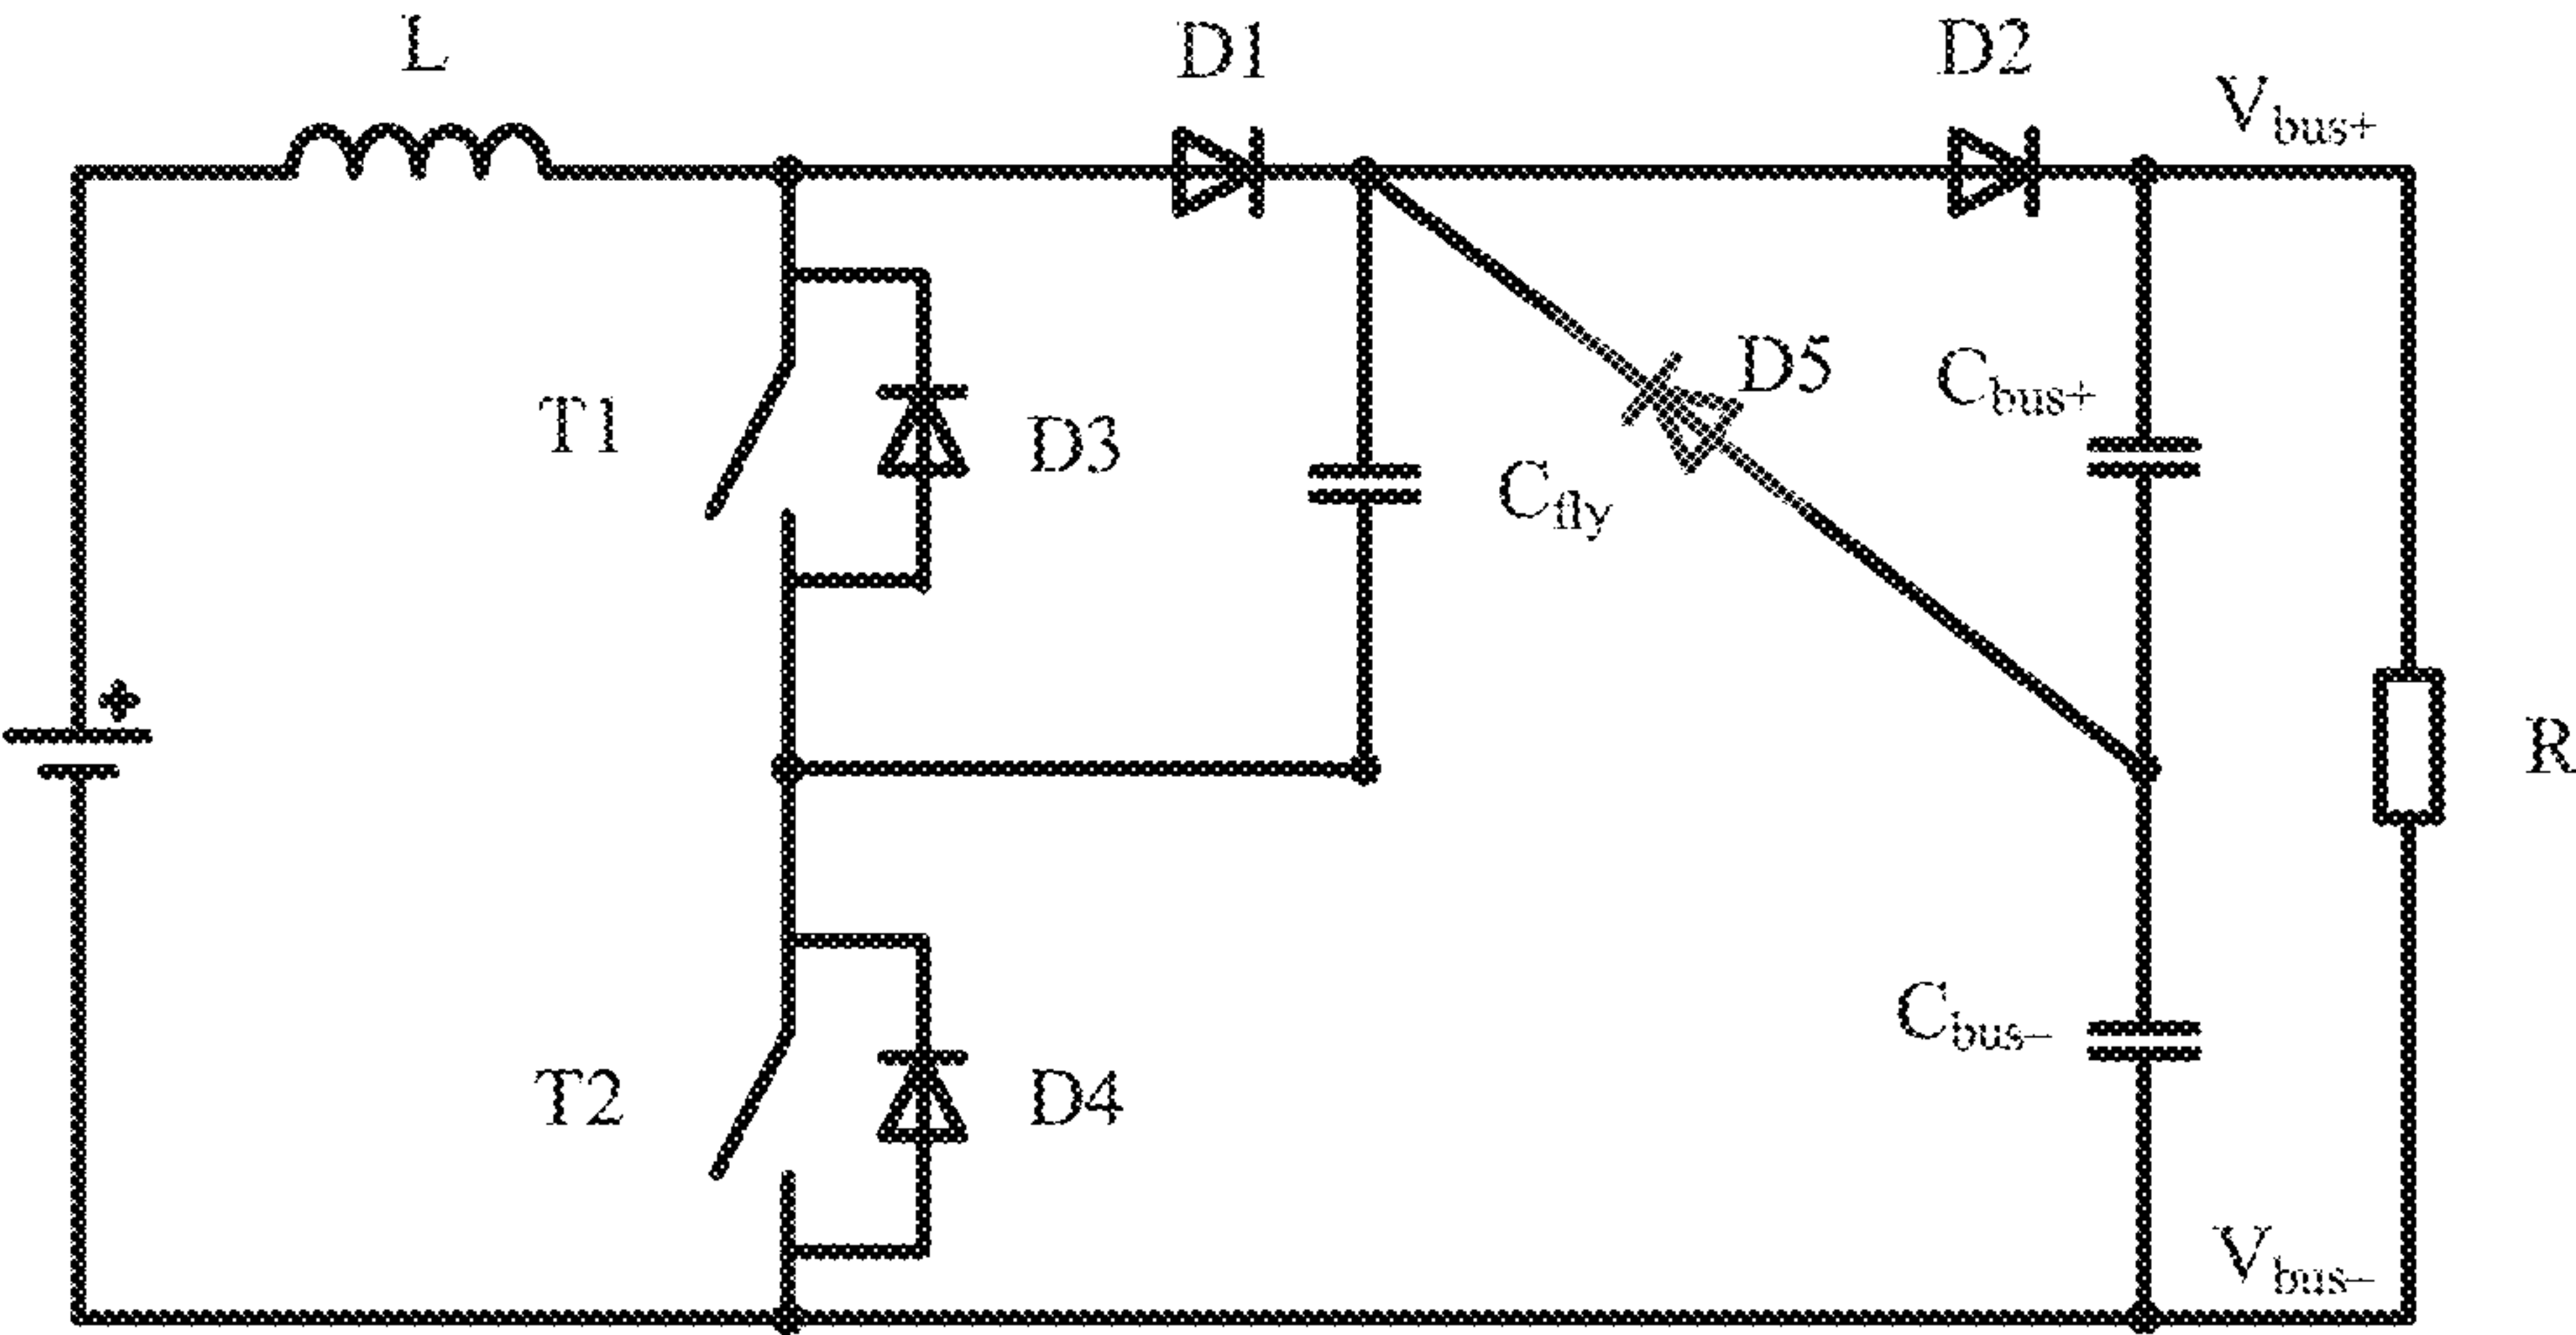 L
D1
D2
Vbus+
T1
D3
Cfly
D5
Cbus+
+
R
T2
D4
Cbus−
Vbus−